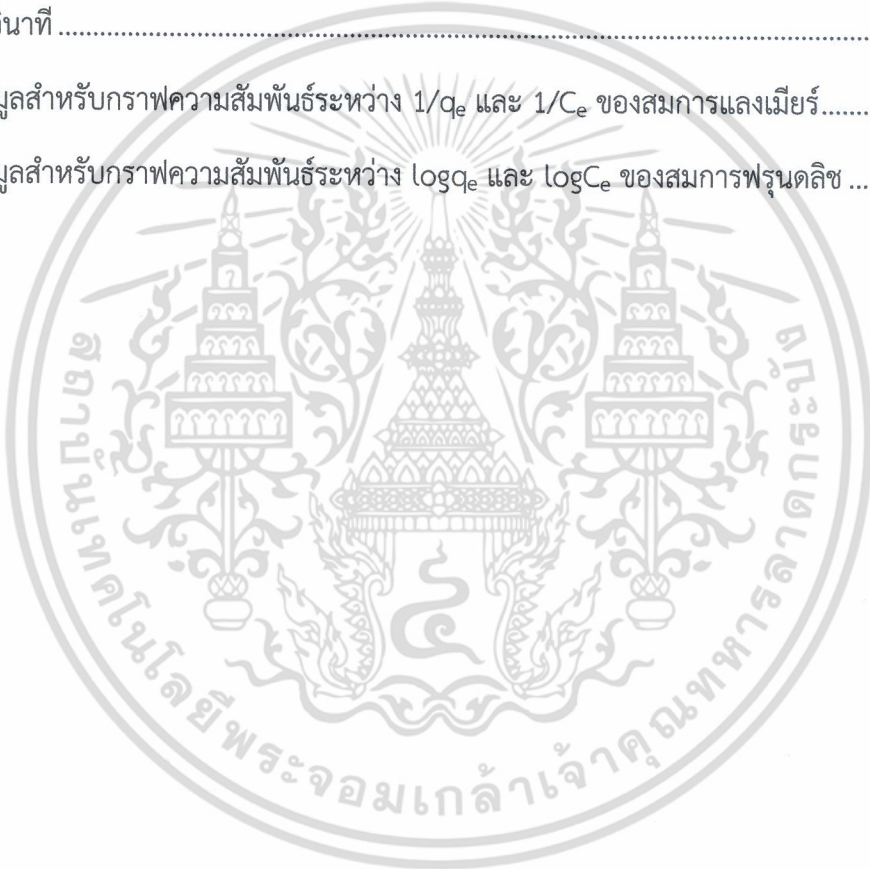 นาที ........................................................................................................
มูลสำหรับกราฟความสัมพันธ์ระหว่าง 1/qₑ และ 1/Cₑ ของสมการแลงเมียร์.......
มูลสำหรับกราฟความสัมพันธ์ระหว่าง logqₑ และ logCₑ ของสมการฟรุนดลิช ...
สถาบันเทคโนโลยีพระจอมเกล้าเจ้าคุณทหารลาดกระบัง
๔